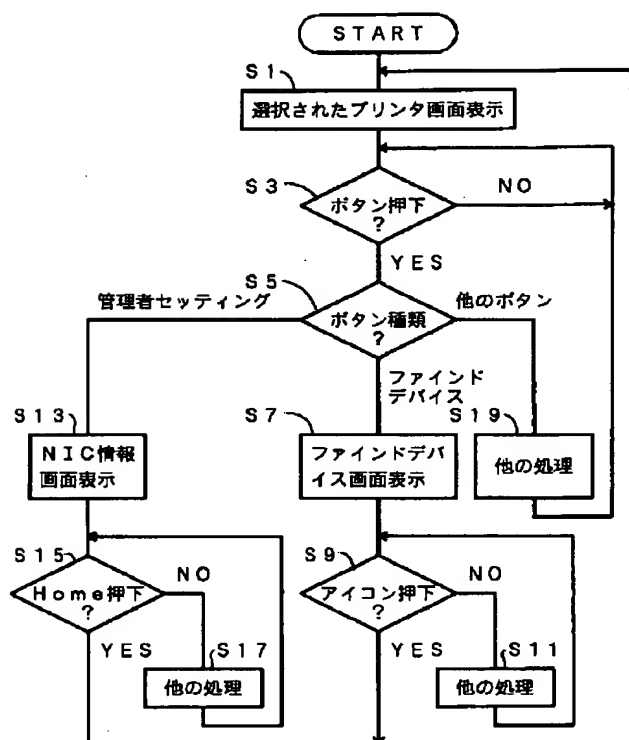 START
S1
選択されたプリンタ画面表示
S3
ボタン押下
?
NO
YES
S5
管理者セッティング
ボタン種類
?
他のボタン
ファインド
デバイス
S13
NIC情報
画面表示
S7
ファインドデバ
イス画面表示
S19
他の処理
S15
Home押下
?
NO
YES
S17
他の処理
S9
アイコン押下
?
NO
YES
S11
他の処理